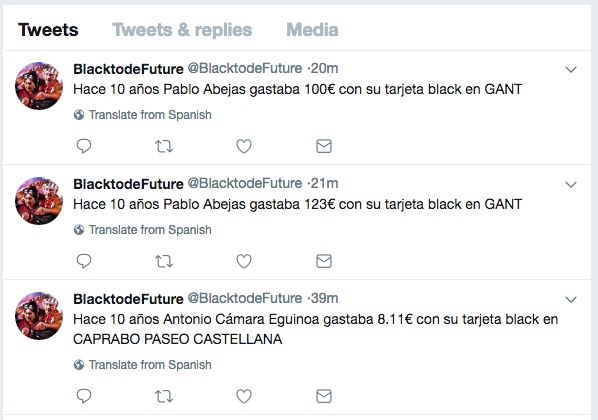 Tweets Tweets & replies Media
BlacktodeFuture @BlacktodeFuture ·20m
Hace 10 años Pablo Abejas gastaba 100€ con su tarjeta black en GANT
Translate from Spanish
BlacktodeFuture @BlacktodeFuture ·21m
Hace 10 años Pablo Abejas gastaba 123€ con su tarjeta black en GANT
Translate from Spanish
BlacktodeFuture @BlacktodeFuture ·39m
Hace 10 años Antonio Cámara Eguinoa gastaba 8.11€ con su tarjeta black en
CAPRABO PASEO CASTELLANA
Translate from Spanish